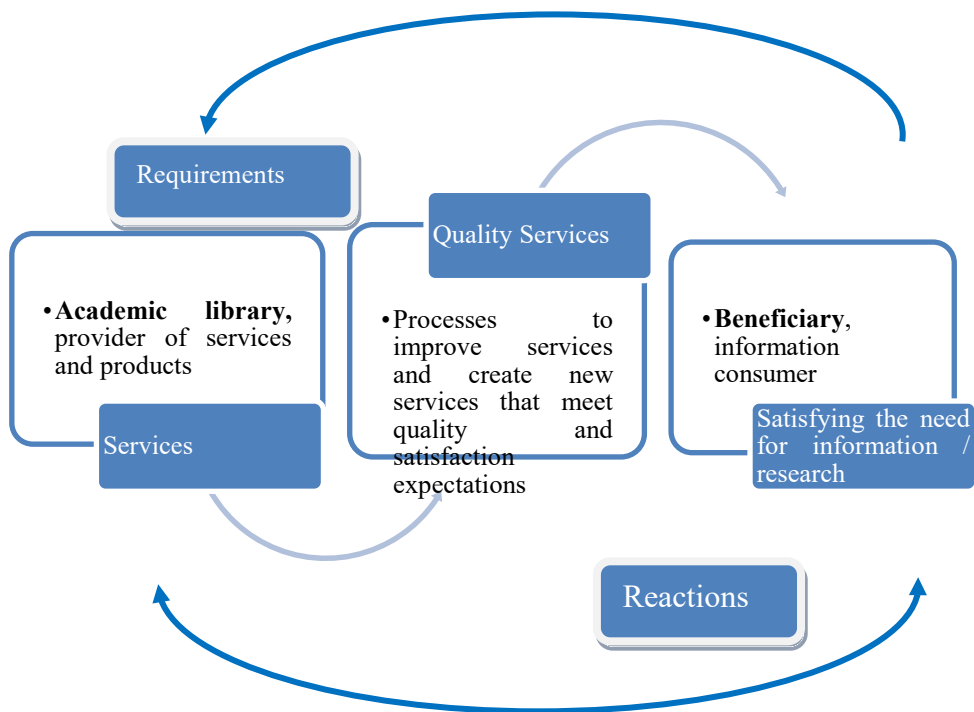 Requirements
•Academic library,
provider of services
and products
Services
Quality Services
•Processes to
improve services
and create new
services that meet
quality and
satisfaction
expectations
•Beneficiary,
information
consumer
Satisfying the need
for information /
research
Reactions